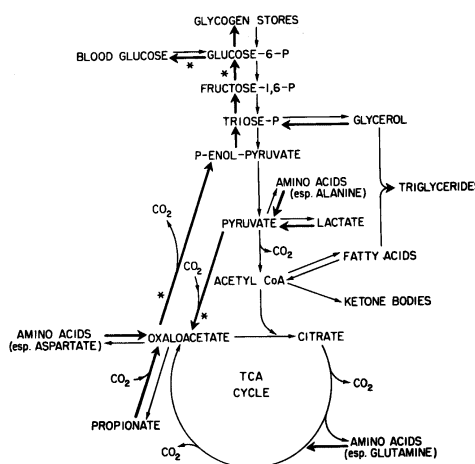 GLYCOGEN STORES
BLOOD GLUCOSE
GLUCOSE-6-P
*
*
FRUCTOSE-1,6-P
TRIOSE-P
GLYCEROL
P-ENOL-PYRUVATE
AMINO ACIDS
(esp. ALANINE)
TRIGLYCERIDES
CO2
PYRUVATE
LACTATE
CO2
CO2
FATTY ACIDS
ACETYL CoA
*
KETONE BODIES
*
AMINO ACIDS
(esp. ASPARTATE)
OXALOACETATE
CITRATE
CO2
TCA
CYCLE
CO2
PROPIONATE
CO2
AMINO ACIDS
(esp. GLUTAMINE)